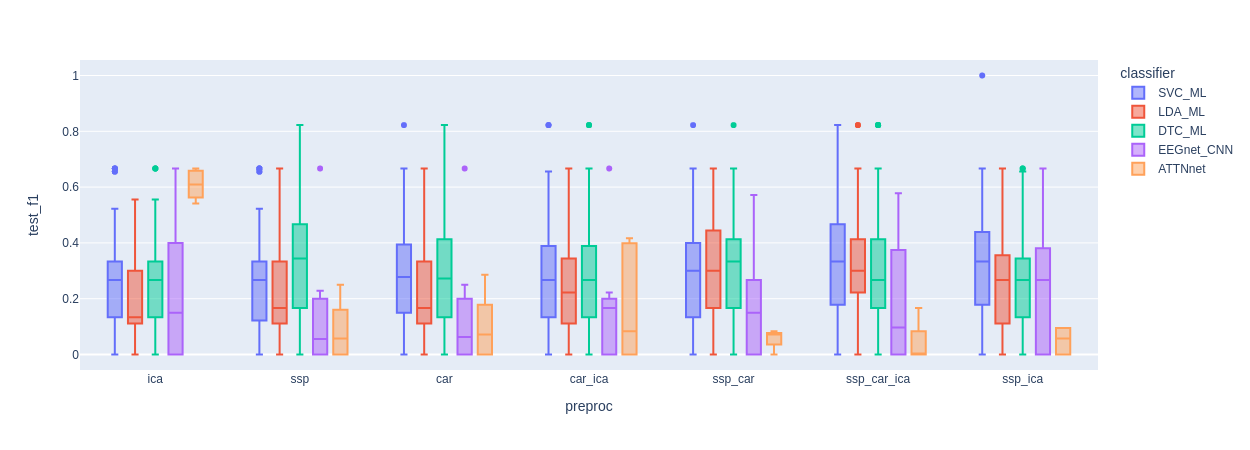 classifier
SVC_ML
LDA_ML
DTC_ML
EEGnet_CNN
ATTNnet
test_f1
1
0.8
0.6
0.4
0.2
0
ica ssp car car_ica ssp_car ssp_car_ica ssp_ica
preproc